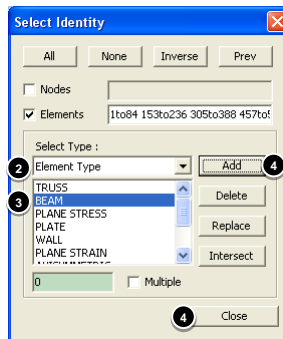 Select Identity
All None Inverse Prev
Nodes
Elements 1to84 153to236 305to388 457to
Select Type :
2 Element Type Add 4
TRUSS
3 BEAM Delete
PLANE STRESS
PLATE Replace
WALL
PLANE STRAIN Intersect
0 Multiple
4 Close